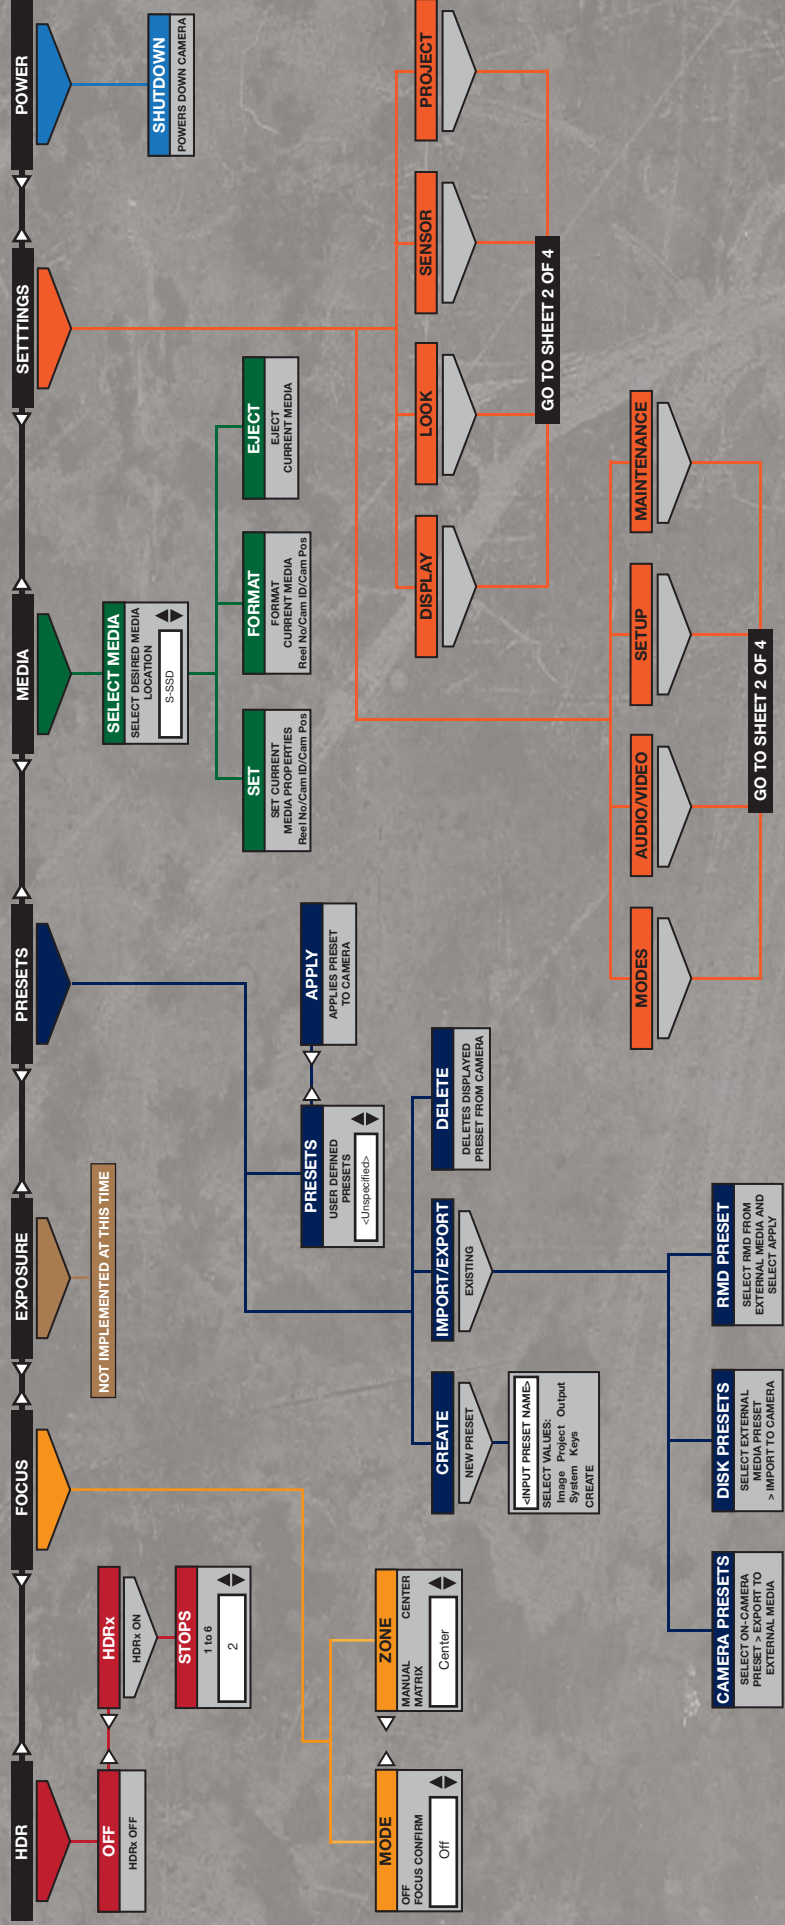 HDR
FOCUS
EXPOSURE
PRESETS
MEDIA
SETTTINGS
POWER
OFF
HDRx OFF
HDRx
HDRx ON
STOPS
1 to 6
2
MODE
OFF
FOCUS CONFIRM
Off
ZONE
MANUAL CENTER
MATRIX
Center
NOT IMPLEMENTED AT THIS TIME
PRESETS
USER DEFINED
PRESETS
<Unspecified>
APPLY
APPLIES PRESET
TO CAMERA
CREATE
NEW PRESET
<INPUT PRESET NAME>
SELECT VALUES:
Image Project Output
System Keys
CREATE
IMPORT/EXPORT
EXISTING
DELETE
DELETES DISPLAYED
PRESET FROM CAMERA
CAMERA PRESETS
SELECT ON-CAMERA
PRESET > EXPORT TO
EXTERNAL MEDIA
DISK PRESETS
SELECT EXTERNAL
MEDIA PRESET
> IMPORT TO CAMERA
RMD PRESET
SELECT RMD FROM
EXTERNAL MEDIA AND
SELECT APPLY
SELECT MEDIA
SELECT DESIRED MEDIA
LOCATION
S-SSD
SET
SET CURRENT
MEDIA PROPERTIES
Reel No/Cam ID/Cam Pos
FORMAT
FORMAT
CURRENT MEDIA
Reel No/Cam ID/Cam Pos
EJECT
EJECT
CURRENT MEDIA
DISPLAY
LOOK
SENSOR
PROJECT
GO TO SHEET 2 OF 4
MODES
AUDIO/VIDEO
SETUP
MAINTENANCE
GO TO SHEET 2 OF 4
SHUTDOWN
POWERS DOWN CAMERA